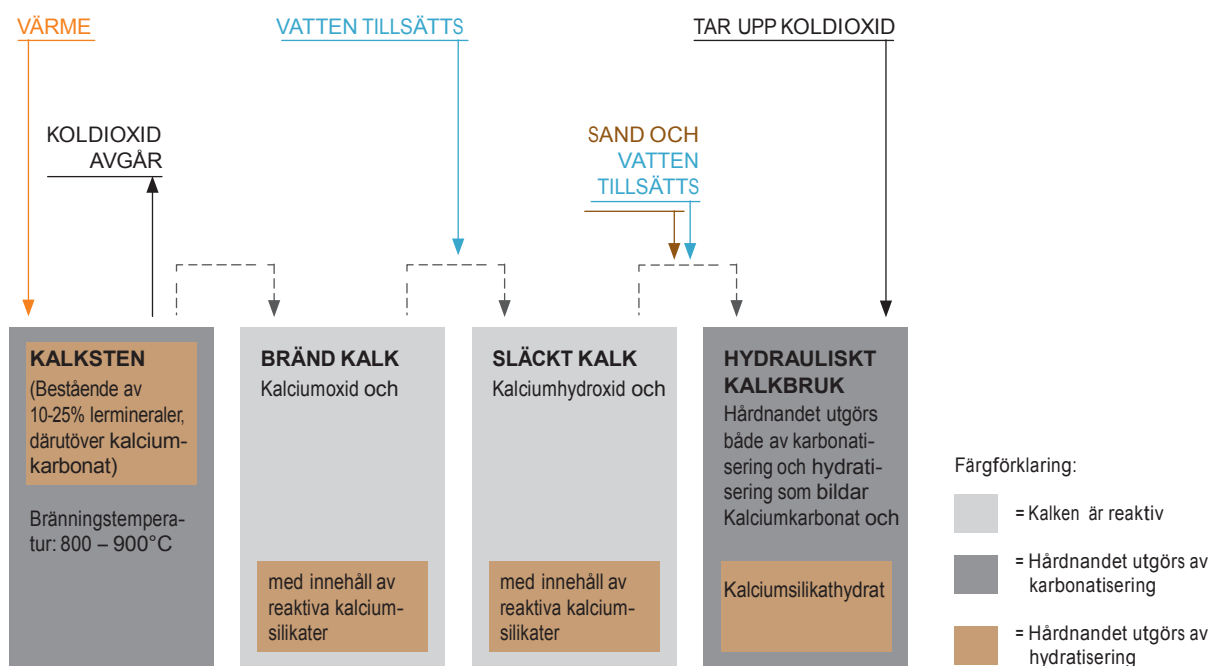 VÄRME
VATTEN TILLSÄTTS
TAR UPP KOLDIOXID
KOLDIOXID
AVGÅR
SAND OCH
VATTEN
TILLSÄTTS
KALKSTEN
(Bestående av
10-25% lermineraler,
därutöver kalcium-
karbonat)
Bränningstempera-
tur: 800 – 900°C
BRÄND KALK
Kalciumoxid och
med innehåll av
reaktiva kalcium-
silikater
SLÄCKT KALK
Kalciumhydroxid och
med innehåll av
reaktiva kalcium-
silikater
HYDRAULISKT
KALKBRUK
Hårdnandet utgörs
både av karbonati-
sering och hydrati-
sering som bildar
Kalciumkarbonat och
Kalciumsilikathydrat
Färgförklaring:
= Kalken är reaktiv
= Hårdnandet utgörs av
karbonatisering
= Hårdnandet utgörs av
hydratisering